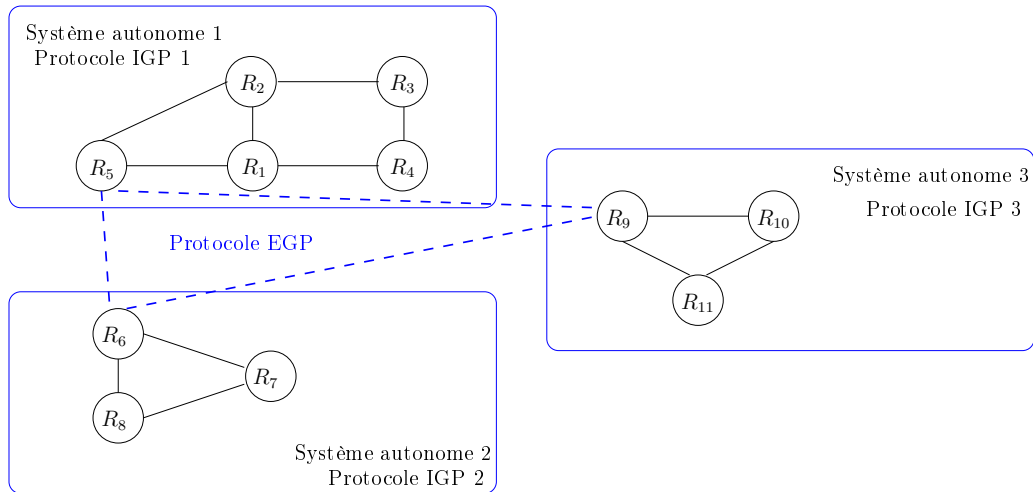 Système autonome 1
Protocole IGP 1
R2
R3
R5
R1
R4
Système autonome 3
Protocole IGP 3
R9
R10
R11
Protocole EGP
R6
R7
R8
Système autonome 2
Protocole IGP 2